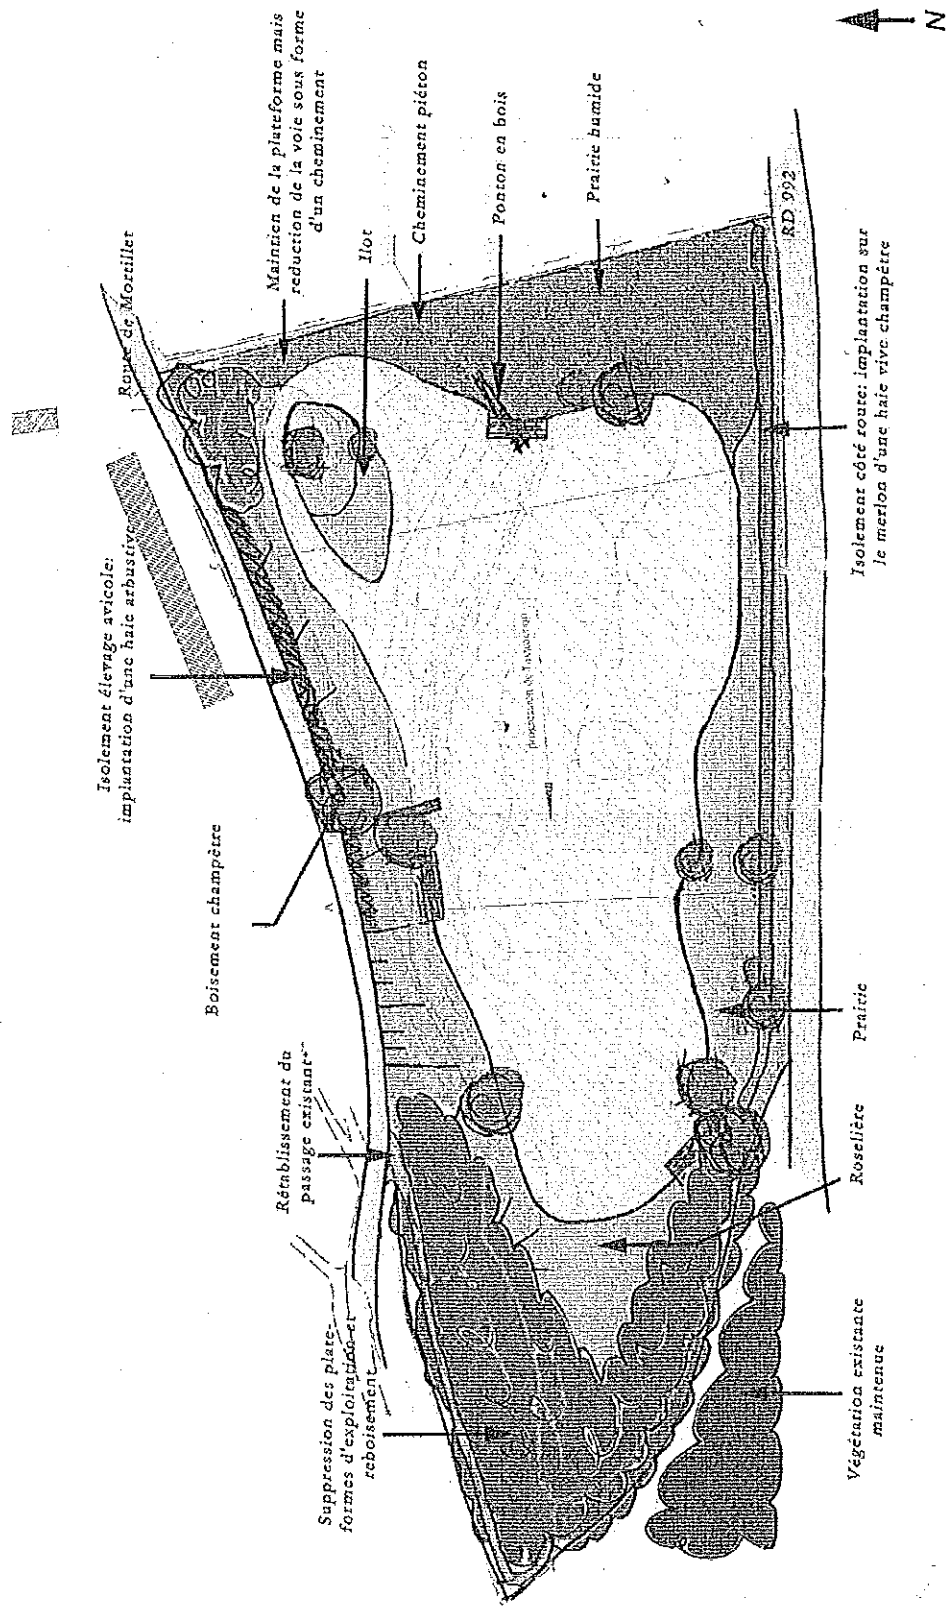 N
Route de Mortillet
Maintien de la plateforme mais
reduction de la voie sous forme
d'un cheminement
Ilot
Cheminement piéton
Ponton en bois
Prairie humide
RD 992
Isolement côté route: implantation sur
le merlon d'une haie vive champêtre
Isolement élevage avicole:
implantation d'une haie arbustive
Boisement champêtre
Rétablissement du
passage existant
Suppression des plate-
formes d'exploitation et
reboisement
Prairie
Roselière
Végétation existante
maintenue